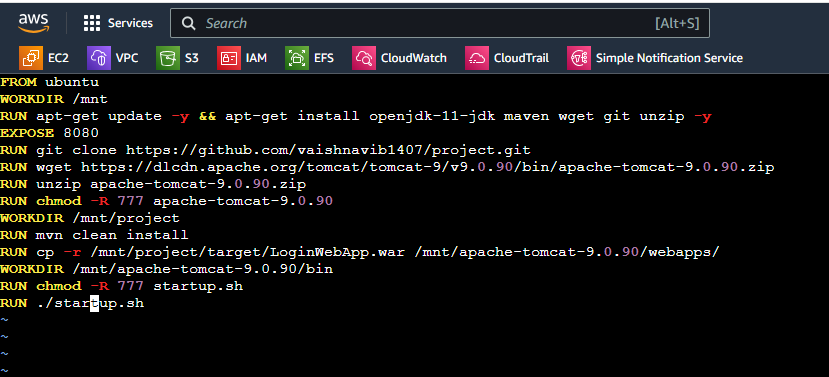 aws Services Search [Alt+S]
EC2 VPC S3 IAM EFS CloudWatch CloudTrail Simple Notification Service
FROM ubuntu
WORKDIR /mnt
RUN apt-get update -y && apt-get install openjdk-11-jdk maven wget git unzip -y
EXPOSE 8080
RUN git clone https://github.com/vaishnavib1407/project.git
RUN wget https://dlcdn.apache.org/tomcat/tomcat-9/v9.0.90/bin/apache-tomcat-9.0.90.zip
RUN unzip apache-tomcat-9.0.90.zip
RUN chmod -R 777 apache-tomcat-9.0.90
WORKDIR /mnt/project
RUN mvn clean install
RUN cp -r /mnt/project/target/LoginWebApp.war /mnt/apache-tomcat-9.0.90/webapps/
WORKDIR /mnt/apache-tomcat-9.0.90/bin
RUN chmod -R 777 startup.sh
RUN ./startup.sh
~
~
~
~